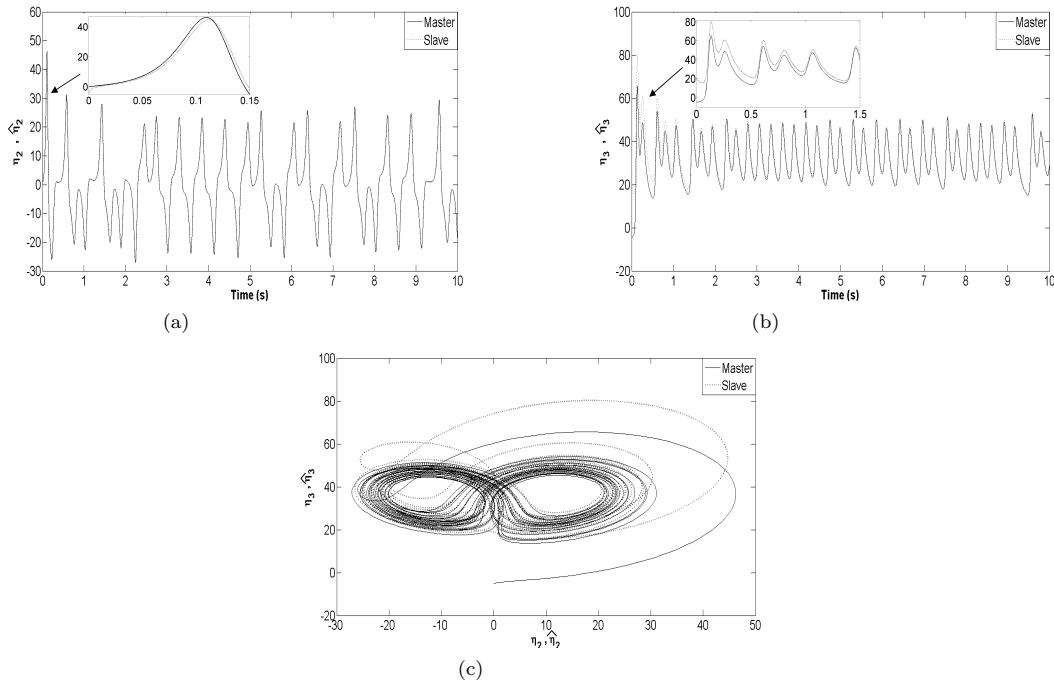 60
50
40
30
20
10
0
-10
-20
-30
0 1 2 3 4 5 6 7 8 9 10
Time (s)
η₂ , η̂₂
Master
Slave
40
20
0
0 0.05 0.1 0.15
(a)
100
80
60
40
20
0
-20
0 1 2 3 4 5 6 7 8 9 10
Time (s)
η₃ , η̂₃
Master
Slave
80
60
40
20
0
0 0.5 1 1.5
(b)
100
80
60
40
20
0
-20
-30 -20 -10 0 10 20 30 40 50
η₂ , η̂₂
η₃ , η̂₃
Master
Slave
(c)